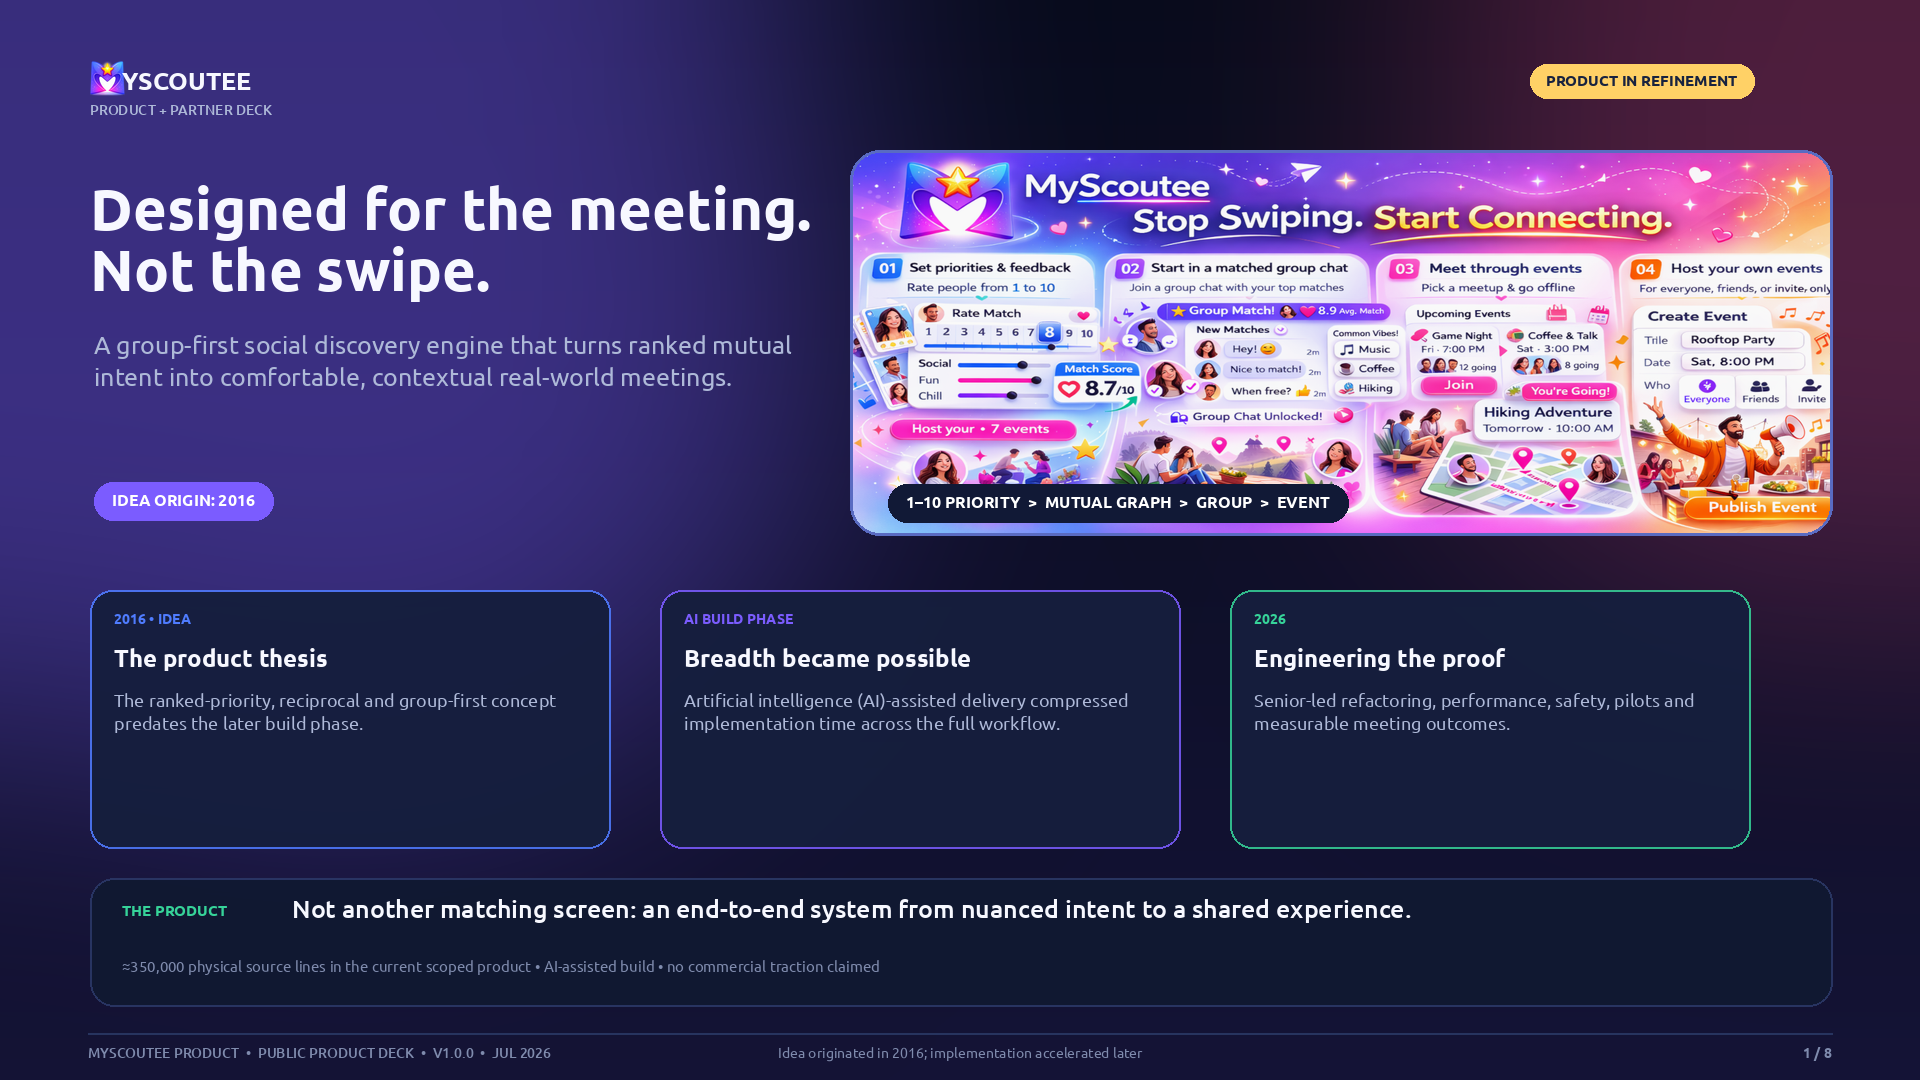 YSCOUTEE
PRODUCT + PARTNER DECK
PRODUCT IN REFINEMENT
Designed for the meeting.
Not the swipe.
A group-first social discovery engine that turns ranked mutual
intent into comfortable, contextual real-world meetings.
IDEA ORIGIN: 2016
MyScoutee
Stop Swiping. Start Connecting.
01 Set priorities & feedback
Rate people from 1 to 10
Rate Match
1 2 3 4 5 6 7 8 9 10
Social
Fun
Chill
Match Score
8.7/10
Host your • 7 events
02 Start in a matched group chat
Join a group chat with your top matches
Group Match! 8.9 Avg. Match
New Matches
Hey! 😊 2m
Nice to match!
When free? 👍 2m
Common Vibes!
Music
Coffee
Hiking
Group Chat Unlocked!
03 Meet through events
Pick a meetup & go offline
Upcoming Events
Game Night
Fri · 7:00 PM
12 going
Join
Coffee & Talk
Sat · 3:00 PM
8 going
You're Going!
Hiking Adventure
Tomorrow · 10:00 AM
04 Host your own events
For everyone, friends, or invite, only
Create Event
Trile Rooftop Party
Date Sat, 8:00 PM
Who Everyone Friends Invite
Publish Event
1–10 PRIORITY > MUTUAL GRAPH > GROUP > EVENT
2016 • IDEA
The product thesis
The ranked-priority, reciprocal and group-first concept
predates the later build phase.
AI BUILD PHASE
Breadth became possible
Artificial intelligence (AI)-assisted delivery compressed
implementation time across the full workflow.
2026
Engineering the proof
Senior-led refactoring, performance, safety, pilots and
measurable meeting outcomes.
THE PRODUCT
Not another matching screen: an end-to-end system from nuanced intent to a shared experience.
≈350,000 physical source lines in the current scoped product • AI-assisted build • no commercial traction claimed
MYSCOUTEE PRODUCT • PUBLIC PRODUCT DECK • V1.0.0 • JUL 2026
Idea originated in 2016; implementation accelerated later
1 / 8